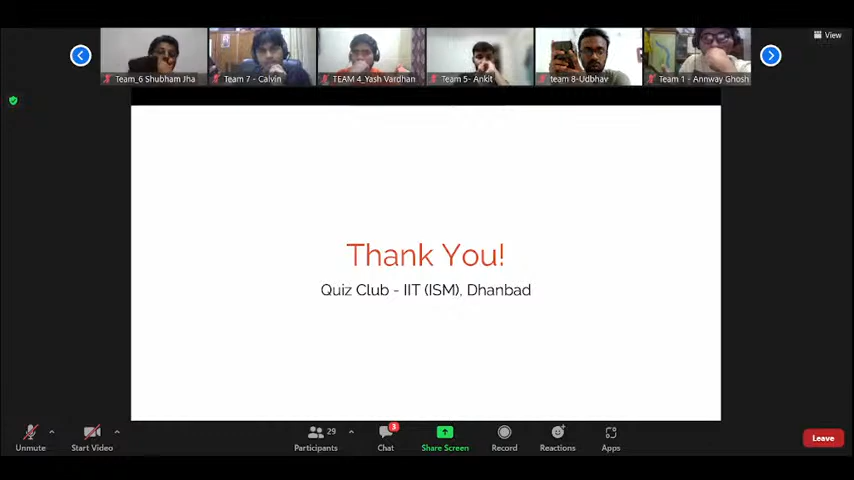 View
Team_6 Shubham Jha
Team 7 - Calvin
TEAM 4_Yash Vardhan
Team 5- Ankit
team 8-Udbhav
Team 1 - Annway Ghosh
Thank You!
Quiz Club - IIT (ISM), Dhanbad
29
3
Unmute
Start Video
Participants
Chat
Share Screen
Record
Reactions
Apps
Leave